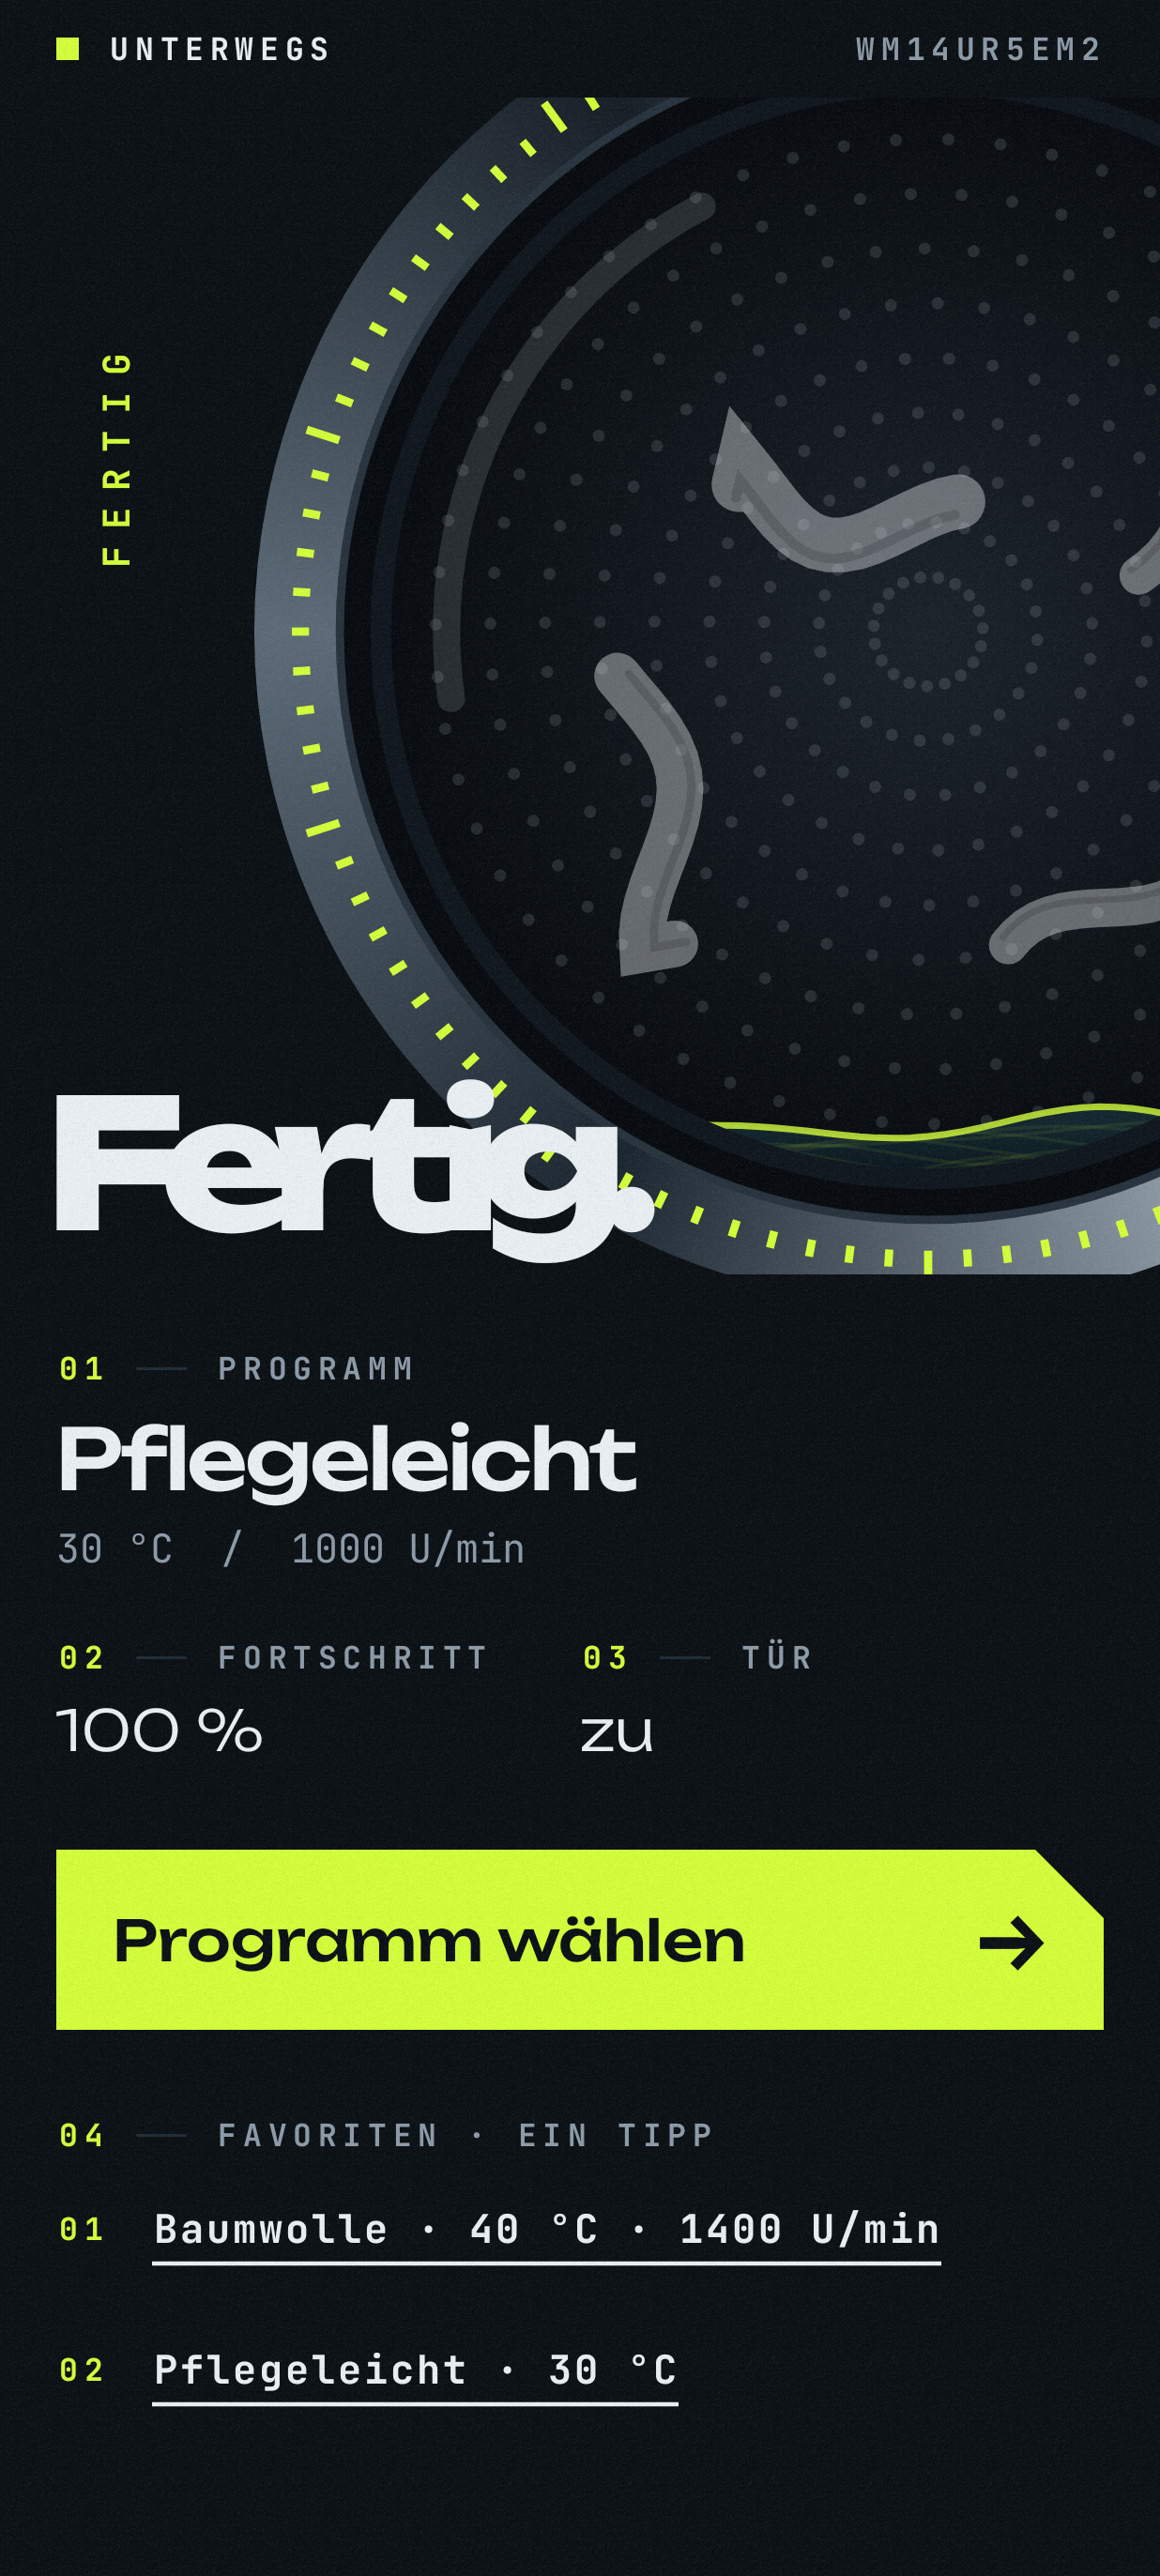 UNTERWEGS
WM14UR5EM2
FERTIG
Fertig.
01 PROGRAMM
Pflegeleicht
30 °C / 1000 U/min
02 FORTSCHRITT
100 %
03 TÜR
zu
Programm wählen →
04 FAVORITEN · EIN TIPP
01 Baumwolle · 40 °C · 1400 U/min
02 Pflegeleicht · 30 °C